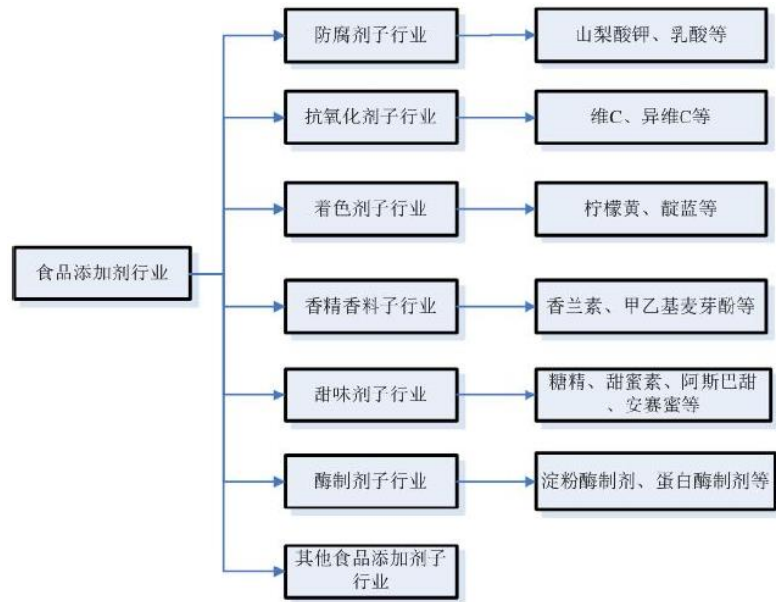 防腐剂子行业
山梨酸钾、乳酸等
抗氧化剂子行业
维C、异维C等
着色剂子行业
柠檬黄、靛蓝等
食品添加剂行业
香精香料子行业
香兰素、甲乙基麦芽酚等
甜味剂子行业
糖精、甜蜜素、阿斯巴甜
、安赛蜜等
酶制剂子行业
淀粉酶制剂、蛋白酶制剂等
其他食品添加剂子
行业